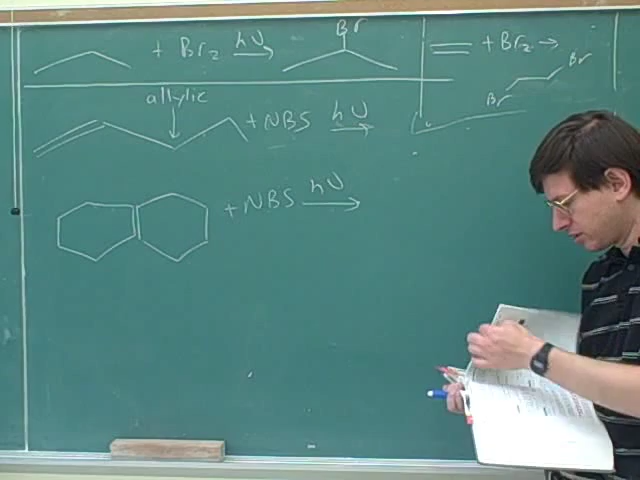 Br
+ Br₂ hν
+ Br₂ →
Br
Br
allylic
+ NBS hν
+ NBS hν